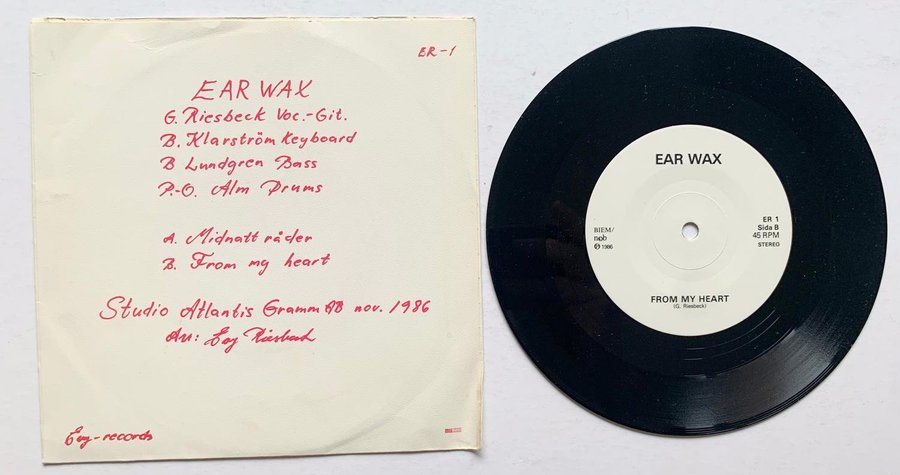 ER-1
EAR WAX
G. Riesbeck Voc.-Git.
B. Klarström Keyboard
B Lundgren Bass
P.-O. Alm Drums
A. Midnatt råder
B. From my heart
Studio Atlantis Gramm AB nov. 1986
Arr: Riesbeck
-records
EAR WAX
BIEM/
ncb
Ⓟ 1986
ER 1
Sida B
45 RPM
STEREO
FROM MY HEART
(G. Riesbeck)